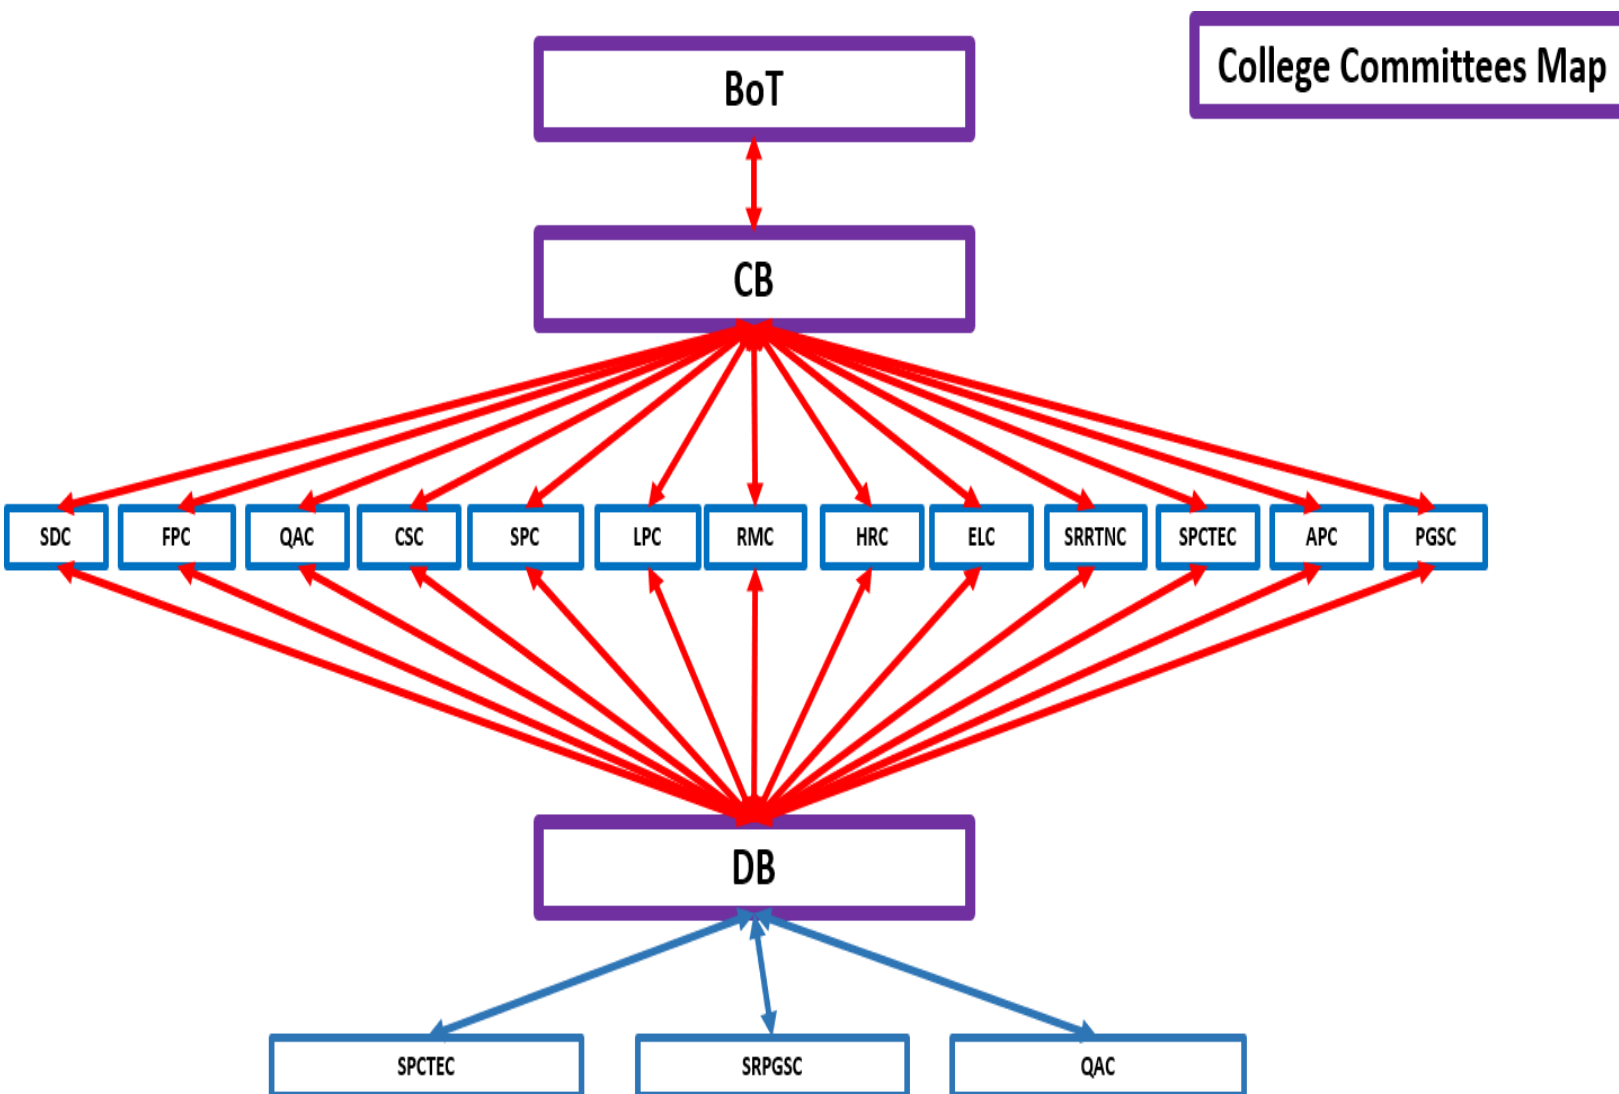 College Committees Map
BoT
CB
SDC
FPC
QAC
CSC
SPC
LPC
RMC
HRC
ELC
SRRTNC
SPCTEC
APC
PGSC
DB
SPCTEC
SRPGSC
QAC